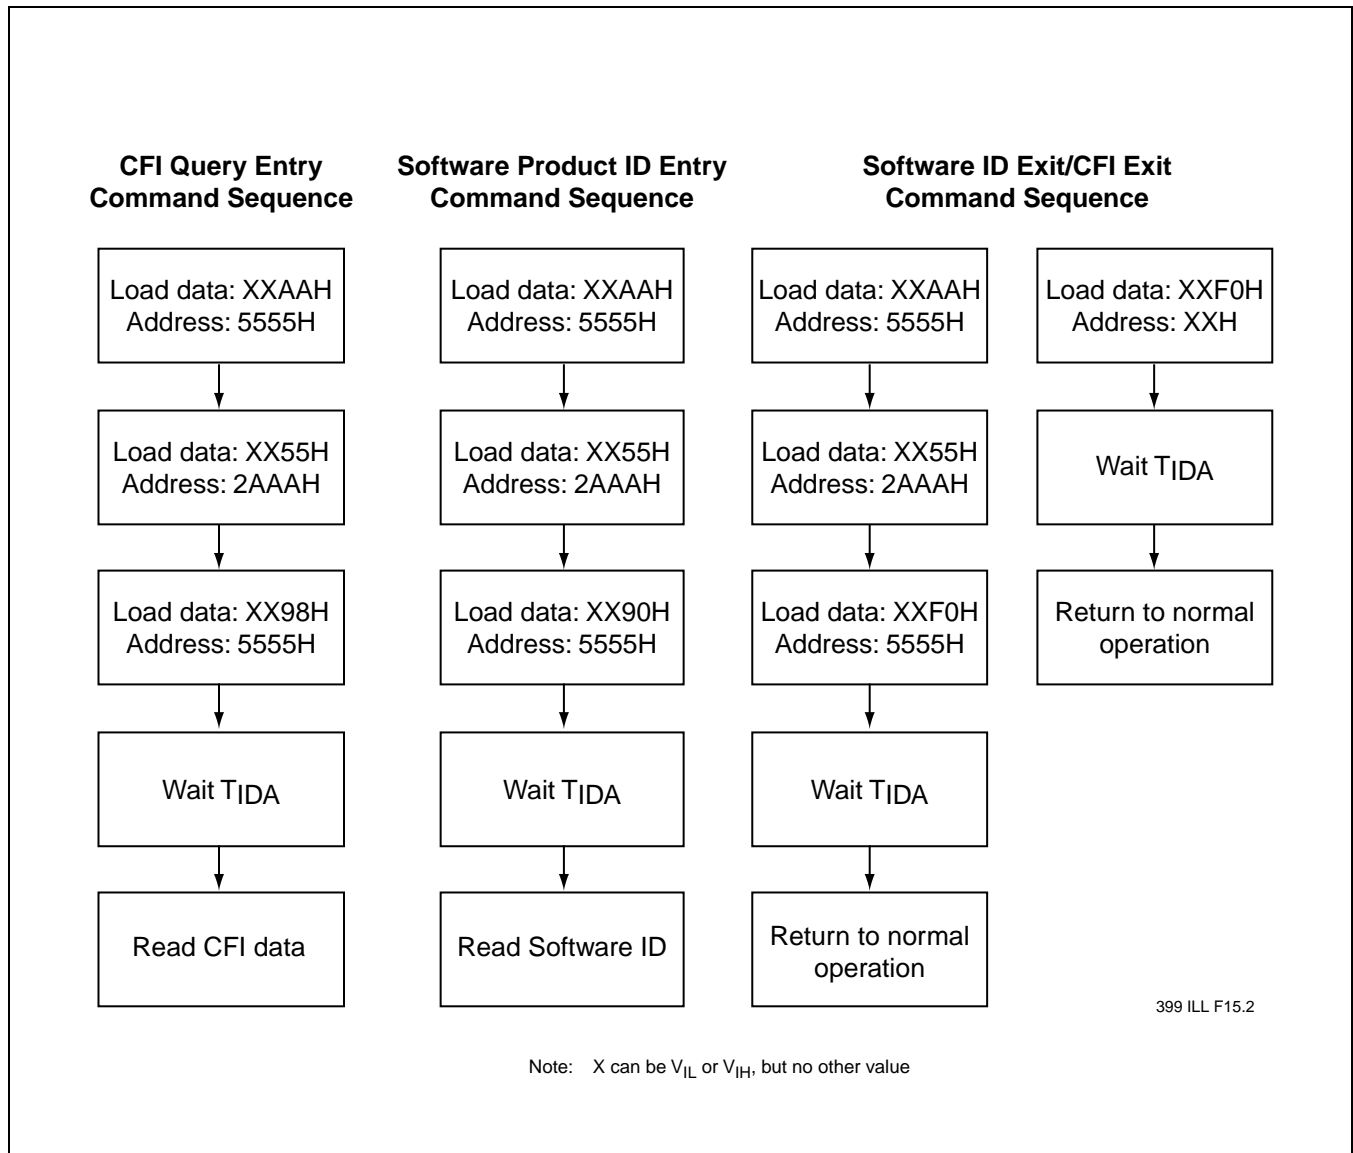 CFI Query Entry
Command Sequence
Load data: XXAAH
Address: 5555H
Load data: XX55H
Address: 2AAAH
Load data: XX98H
Address: 5555H
Wait TIDA
Read CFI data
Software Product ID Entry
Command Sequence
Load data: XXAAH
Address: 5555H
Load data: XX55H
Address: 2AAAH
Load data: XX90H
Address: 5555H
Wait TIDA
Read Software ID
Software ID Exit/CFI Exit
Command Sequence
Load data: XXAAH
Address: 5555H
Load data: XX55H
Address: 2AAAH
Load data: XXF0H
Address: 5555H
Wait TIDA
Return to normal
operation
Load data: XXF0H
Address: XXH
Wait TIDA
Return to normal
operation
399 ILL F15.2
Note: X can be VIL or VIH, but no other value